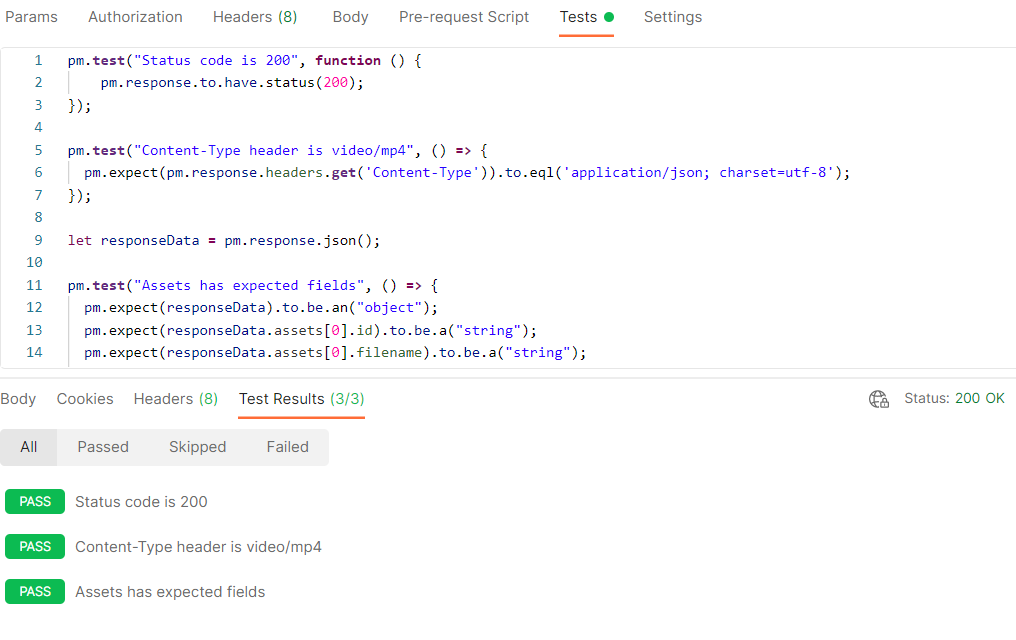 Params Authorization Headers (8) Body Pre-request Script Tests Settings
1 pm.test("Status code is 200", function () {
2 pm.response.to.have.status(200);
3 });
4
5 pm.test("Content-Type header is video/mp4", () => {
6 pm.expect(pm.response.headers.get('Content-Type')).to.eql('application/json; charset=utf-8');
7 });
8
9 let responseData = pm.response.json();
10
11 pm.test("Assets has expected fields", () => {
12 pm.expect(responseData).to.be.an("object");
13 pm.expect(responseData.assets[0].id).to.be.a("string");
14 pm.expect(responseData.assets[0].filename).to.be.a("string");
Body Cookies Headers (8) Test Results (3/3) Status: 200 OK
All Passed Skipped Failed
PASS Status code is 200
PASS Content-Type header is video/mp4
PASS Assets has expected fields